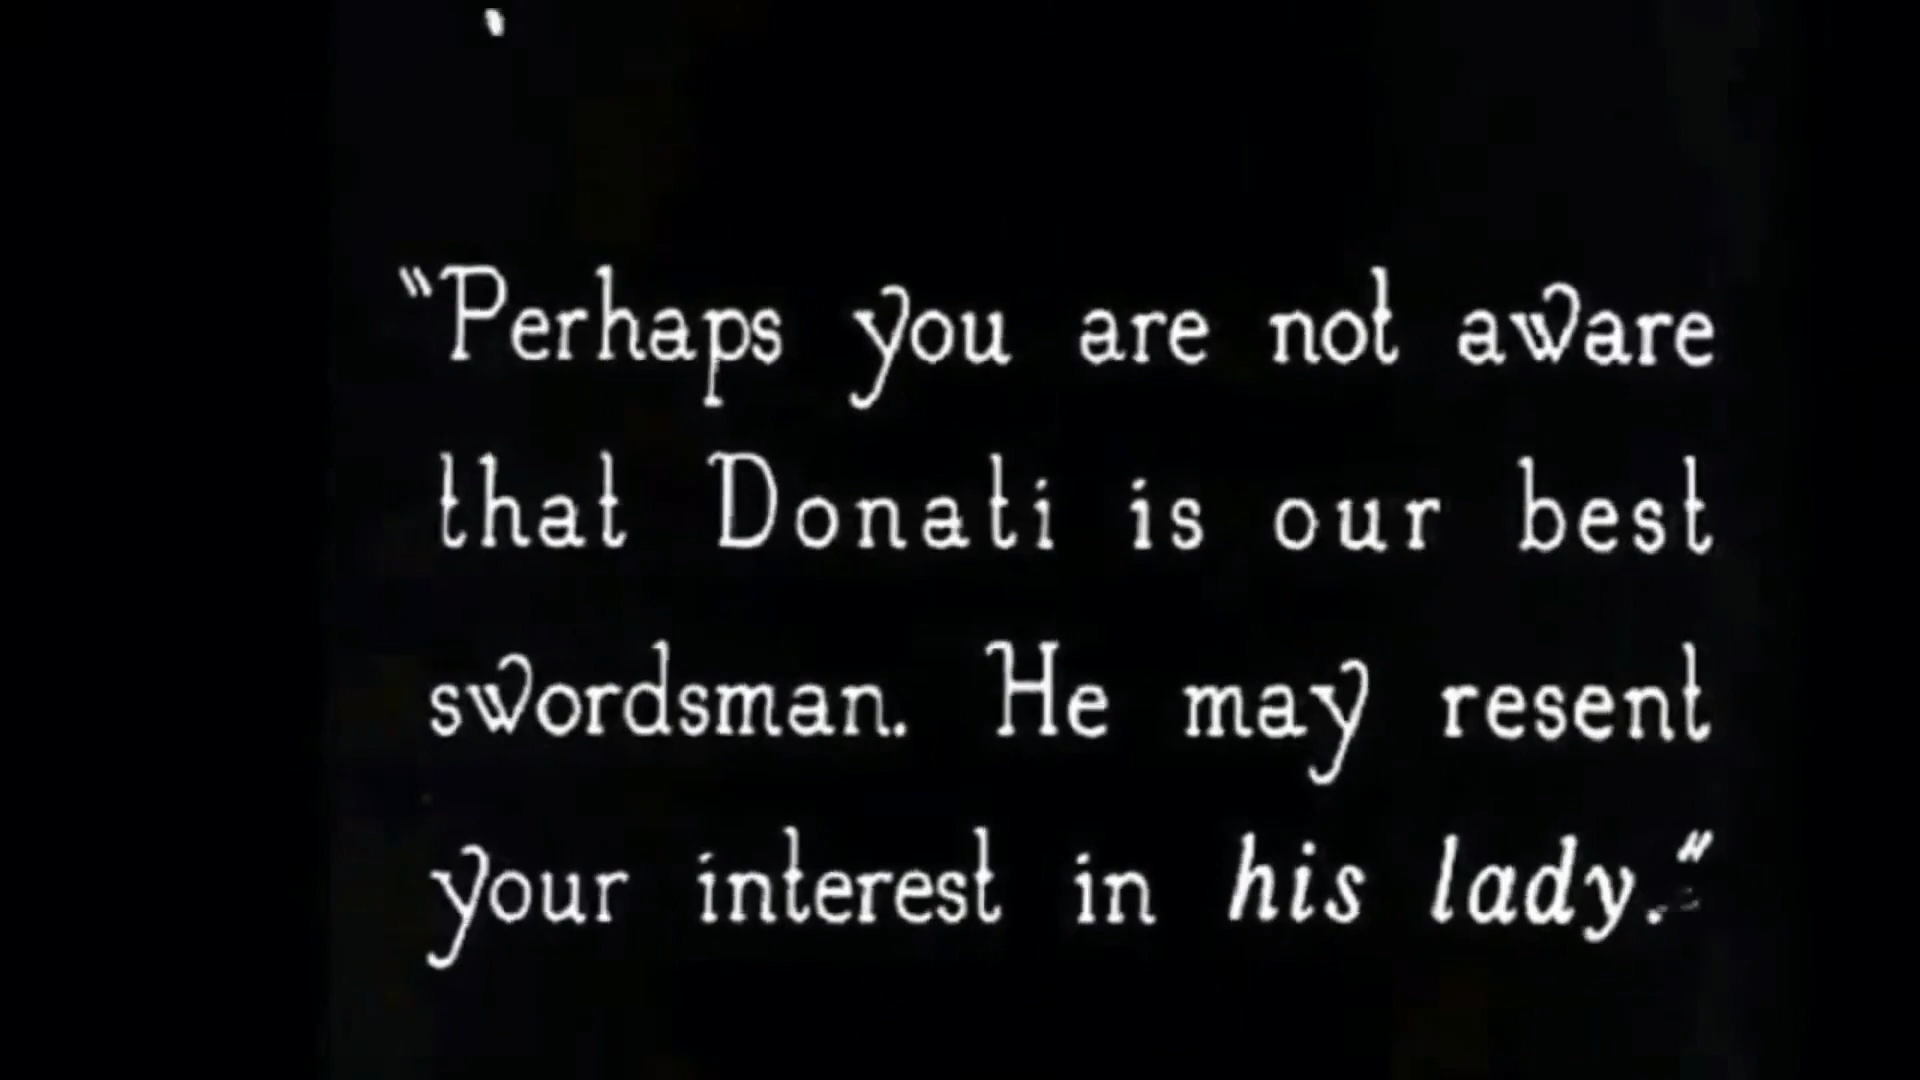 "Perhaps you are not aware
that Donati is our best
swordsman. He may resent
your interest in his lady."